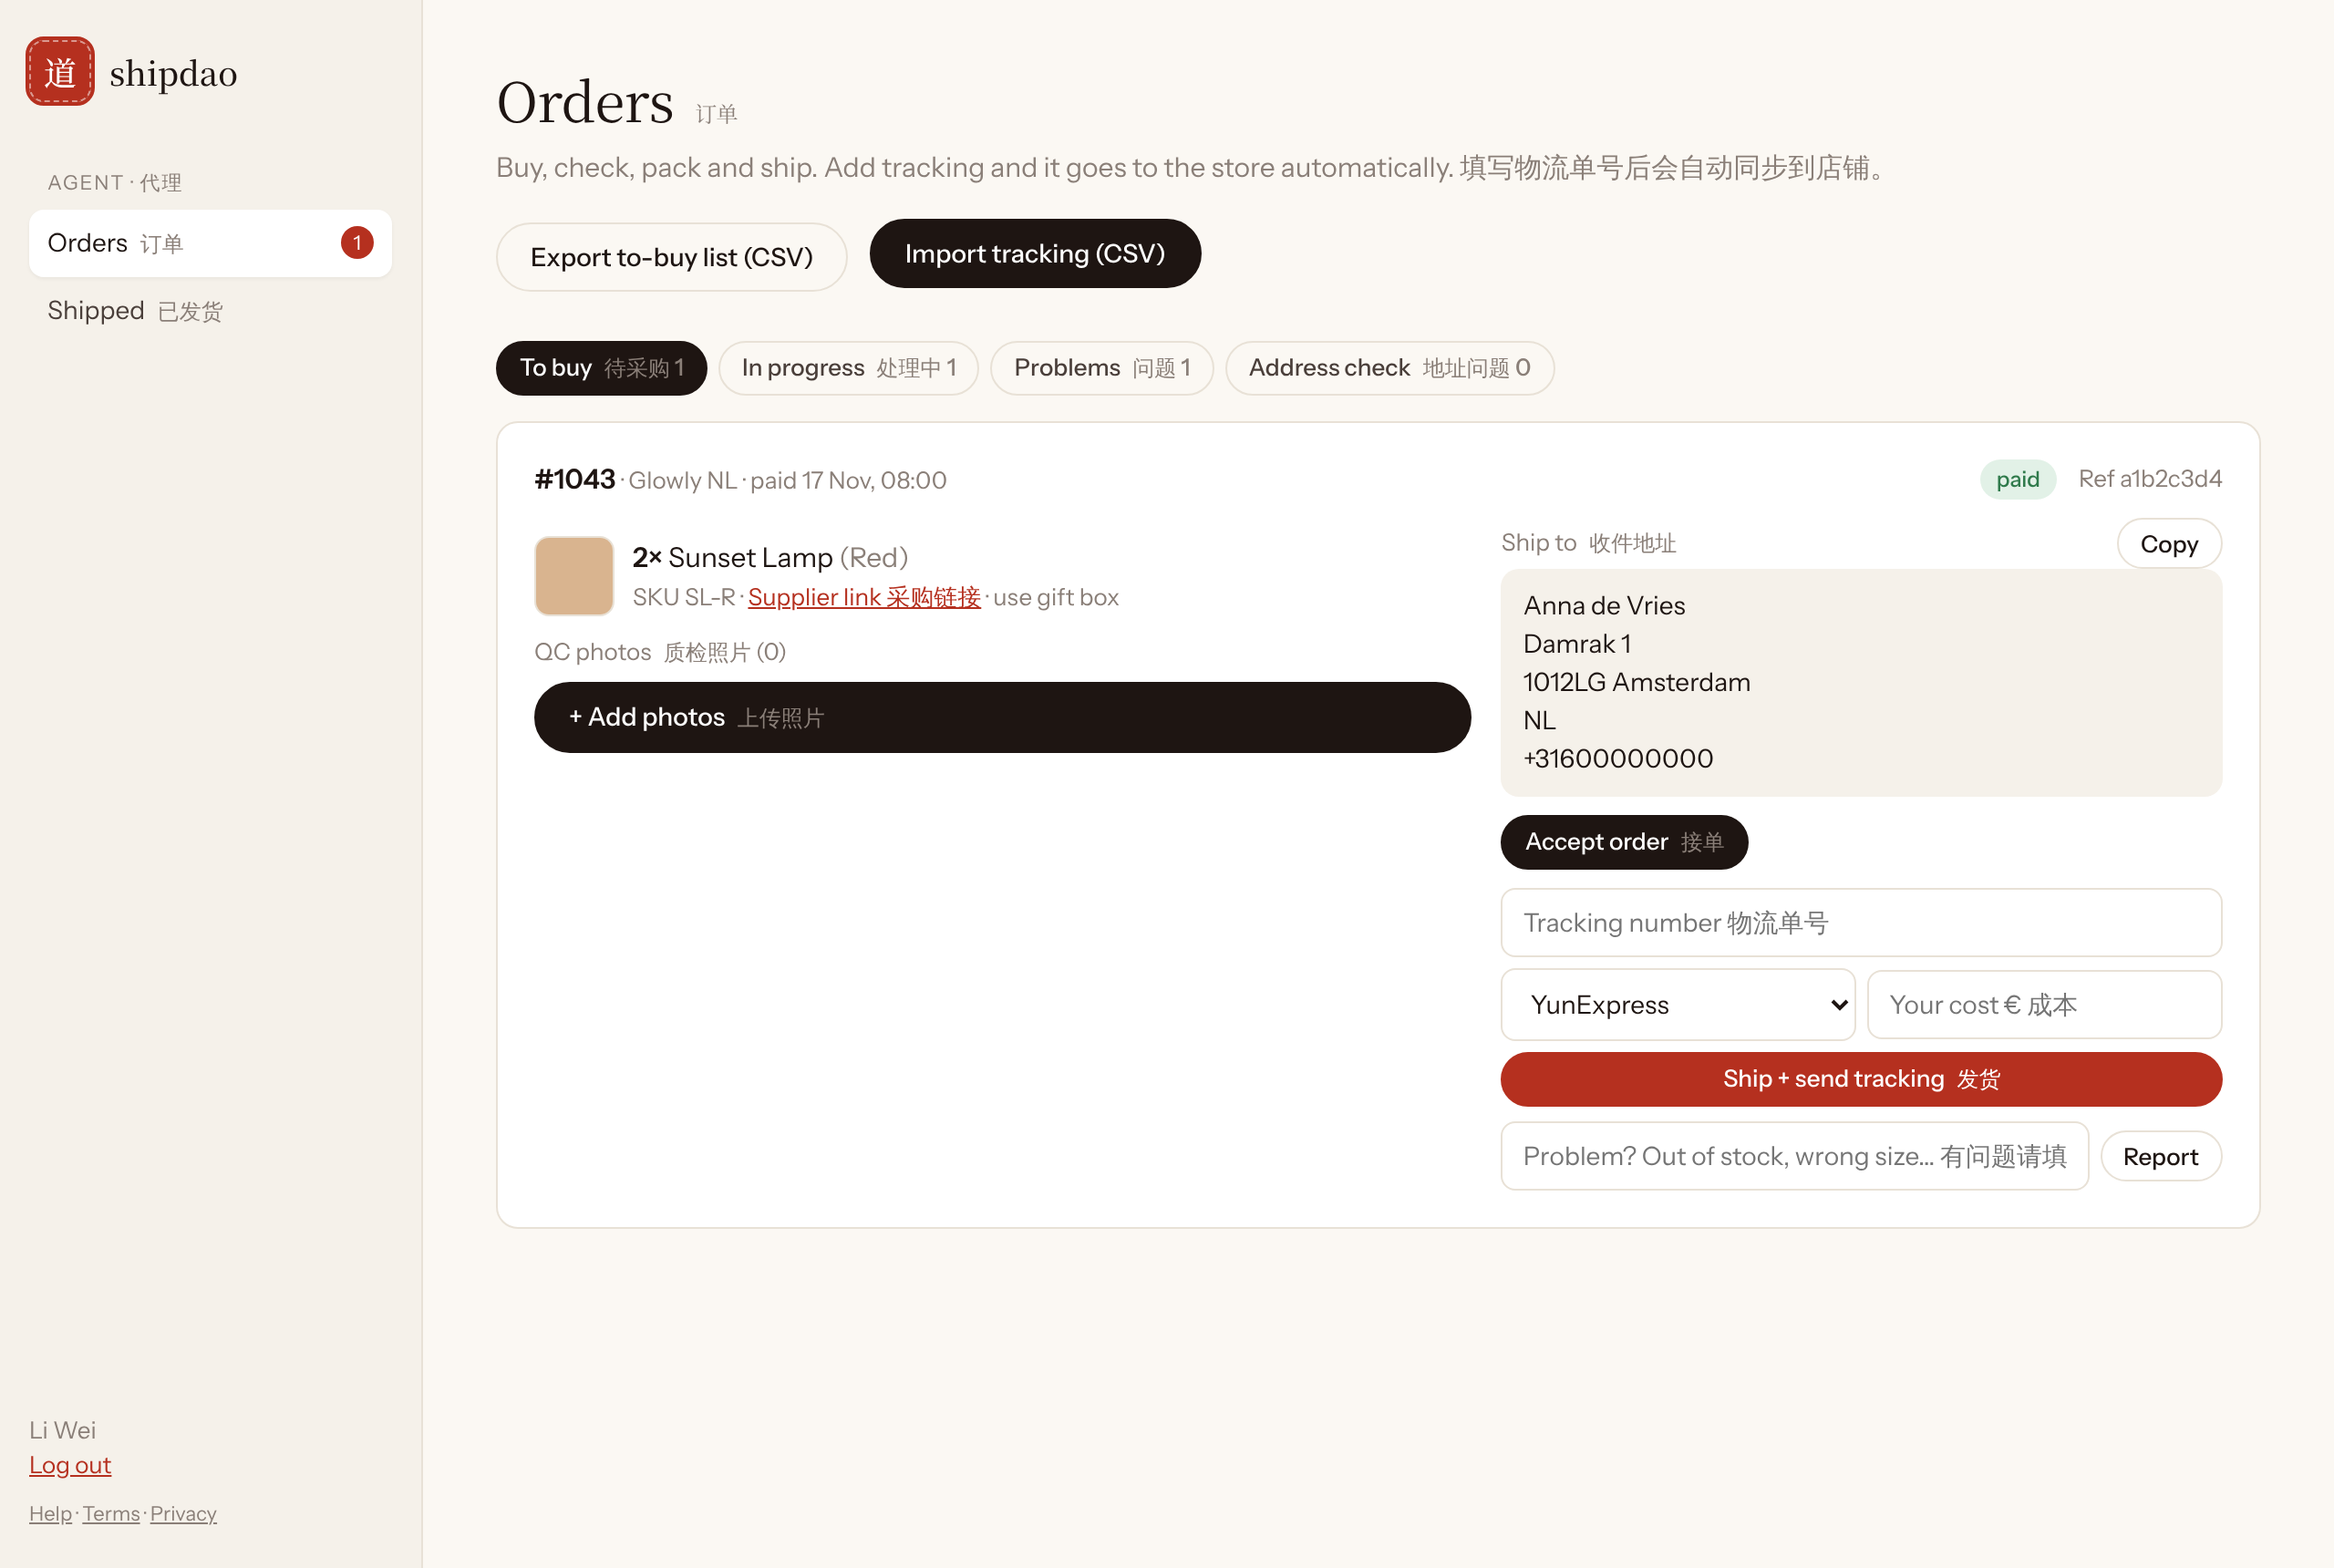 道 shipdao
AGENT · 代理
Orders 订单 1
Shipped 已发货
Li Wei
Log out
Help · Terms · Privacy
Orders 订单
Buy, check, pack and ship. Add tracking and it goes to the store automatically. 填写物流单号后会自动同步到店铺。
Export to-buy list (CSV) Import tracking (CSV)
To buy 待采购 1 In progress 处理中 1 Problems 问题 1 Address check 地址问题 0
#1043 · Glowly NL · paid 17 Nov, 08:00 paid Ref a1b2c3d4
2× Sunset Lamp (Red)
SKU SL-R · Supplier link 采购链接 · use gift box
QC photos 质检照片 (0)
+ Add photos 上传照片
Ship to 收件地址 Copy
Anna de Vries
Damrak 1
1012LG Amsterdam
NL
+31600000000
Accept order 接单
Tracking number 物流单号
YunExpress Your cost € 成本
Ship + send tracking 发货
Problem? Out of stock, wrong size... 有问题请填 Report